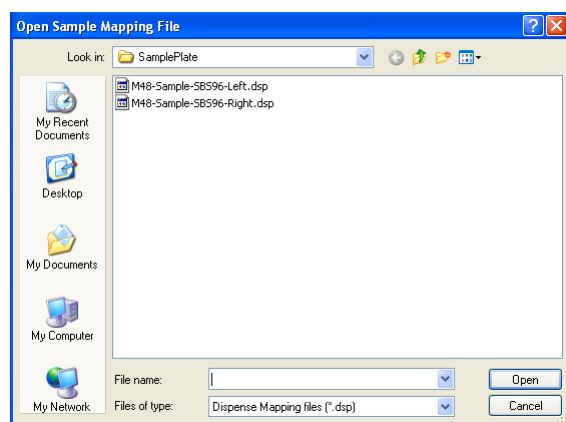 Open Sample Mapping File
Look in: SamplePlate
M48-Sample-SBS96-Left.dsp
M48-Sample-SBS96-Right.dsp
My Recent
Documents
Desktop
My Documents
My Computer
My Network
File name: Open
Files of type: Dispense Mapping files (*.dsp) Cancel